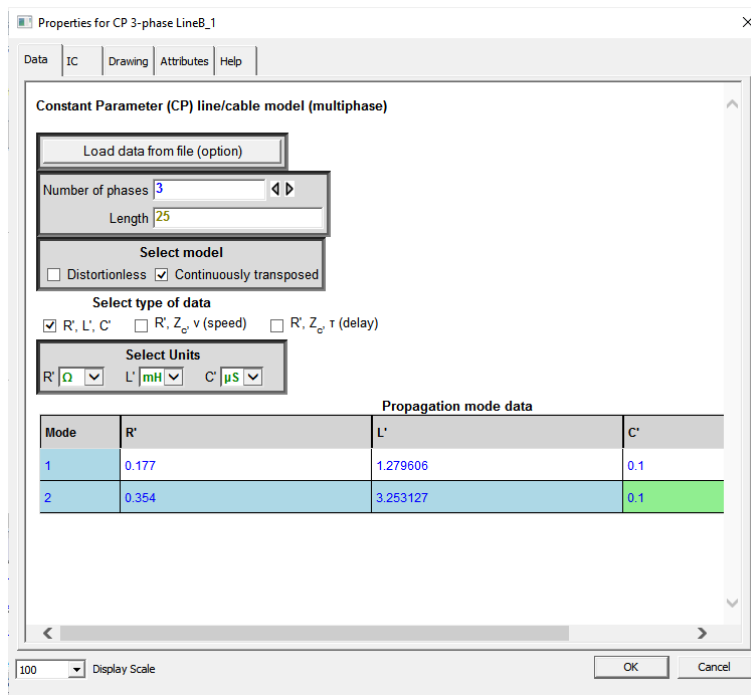 Properties for CP 3-phase LineB_1
Data IC Drawing Attributes Help
Constant Parameter (CP) line/cable model (multiphase)
Load data from file (option)
Number of phases 3
Length 25
Select model
Distortionless Continuously transposed
Select type of data
R', L', C' R', Zc, v (speed) R', Zc, τ (delay)
Select Units
R' Ω L' mH C' µS
Propagation mode data
Mode R' L' C'
1 0.177 1.279606 0.1
2 0.354 3.253127 0.1
100 Display Scale OK Cancel